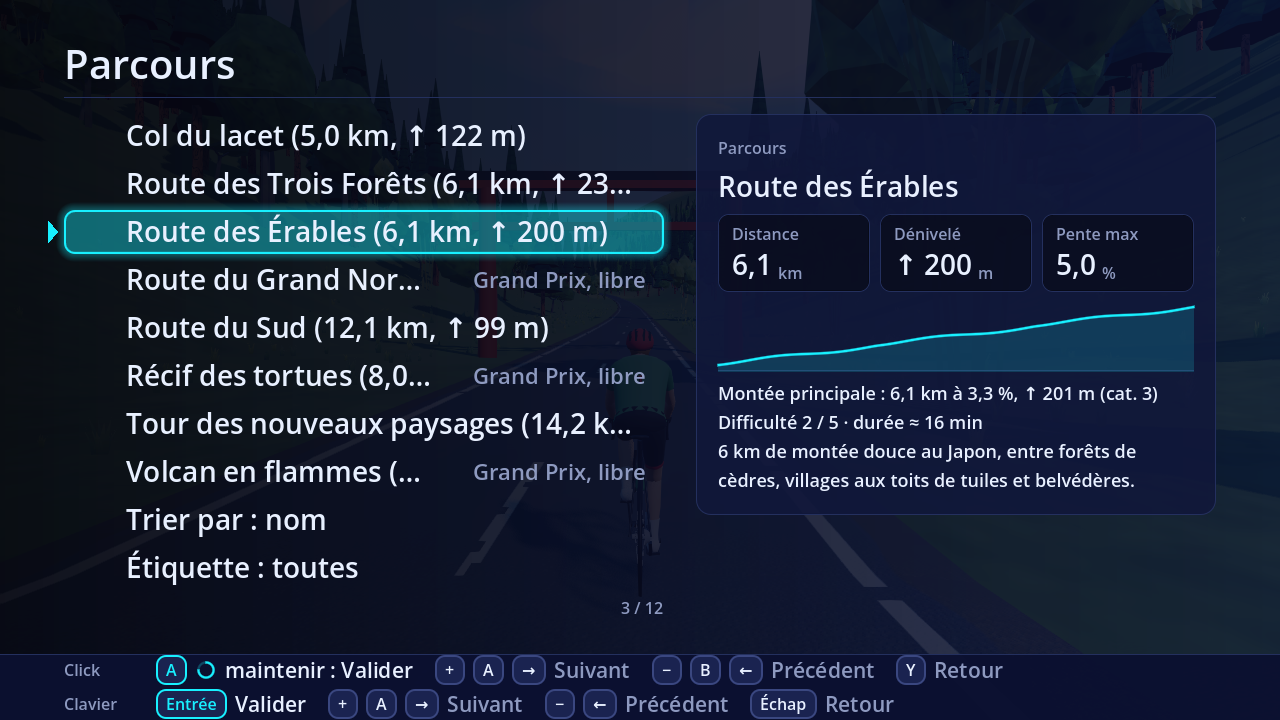 Parcours
Col du lacet (5,0 km, ↑ 122 m)
Route des Trois Forêts (6,1 km, ↑ 23...
Route des Érables (6,1 km, ↑ 200 m)
Route du Grand Nor... Grand Prix, libre
Route du Sud (12,1 km, ↑ 99 m)
Récif des tortues (8,0... Grand Prix, libre
Tour des nouveaux paysages (14,2 k...
Volcan en flammes (... Grand Prix, libre
Trier par : nom
Étiquette : toutes
3 / 12
Parcours
Route des Érables
Distance
6,1 km
Dénivelé
↑ 200 m
Pente max
5,0 %
Montée principale : 6,1 km à 3,3 %, ↑ 201 m (cat. 3)
Difficulté 2 / 5 · durée ≈ 16 min
6 km de montée douce au Japon, entre forêts de
cèdres, villages aux toits de tuiles et belvédères.
Click A maintenir : Valider + A → Suivant − B ← Précédent Y Retour
Clavier Entrée Valider + A → Suivant − ← Précédent Échap Retour